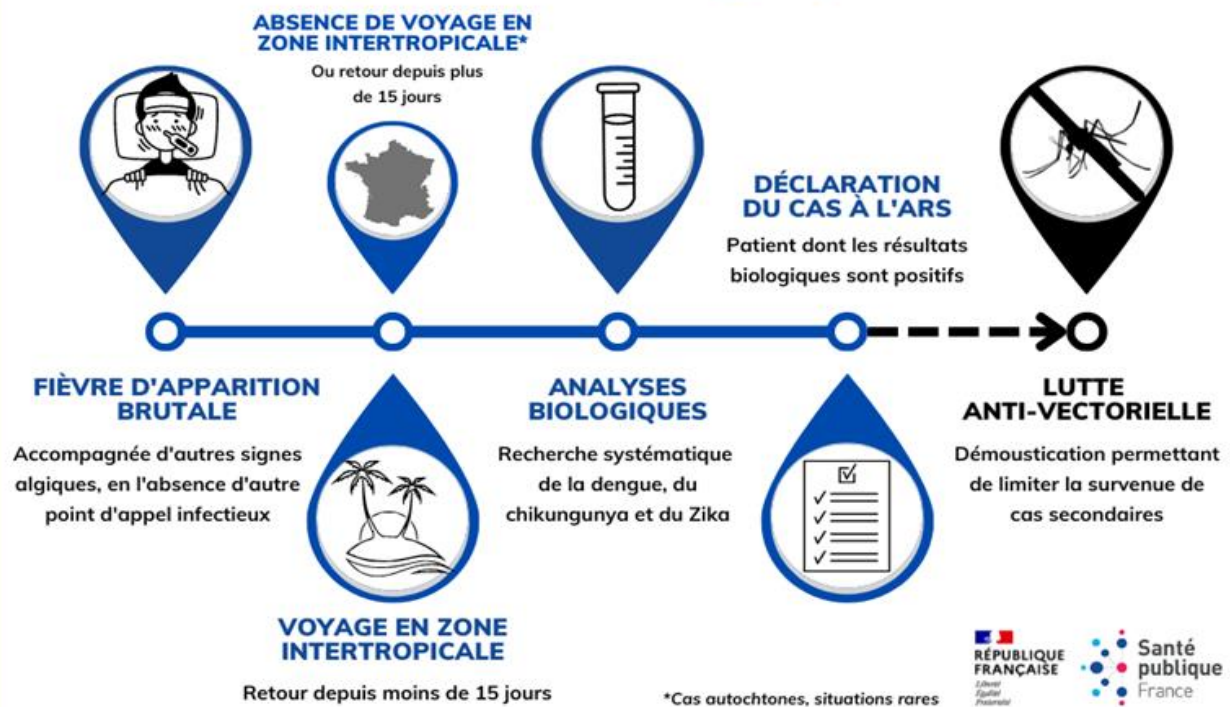 ABSENCE DE VOYAGE EN
ZONE INTERTROPICALE*
Ou retour depuis plus
de 15 jours
DÉCLARATION
DU CAS À L'ARS
Patient dont les résultats
biologiques sont positifs
FIÈVRE D'APPARITION
BRUTALE
Accompagnée d'autres signes
algiques, en l'absence d'autre
point d'appel infectieux
ANALYSES
BIOLOGIQUES
Recherche systématique
de la dengue, du
chikungunya et du Zika
LUTTE
ANTI-VECTORIELLE
Démoustication permettant
de limiter la survenue de
cas secondaires
VOYAGE EN ZONE
INTERTROPICALE
Retour depuis moins de 15 jours
*Cas autochtones, situations rares
RÉPUBLIQUE
FRANÇAISE
Liberté
Égalité
Fraternité
Santé
publique
France